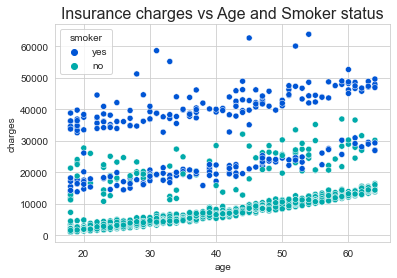 Insurance charges vs Age and Smoker status
smoker
yes
no
60000
50000
40000
30000
20000
10000
0
charges
20
30
40
50
60
age